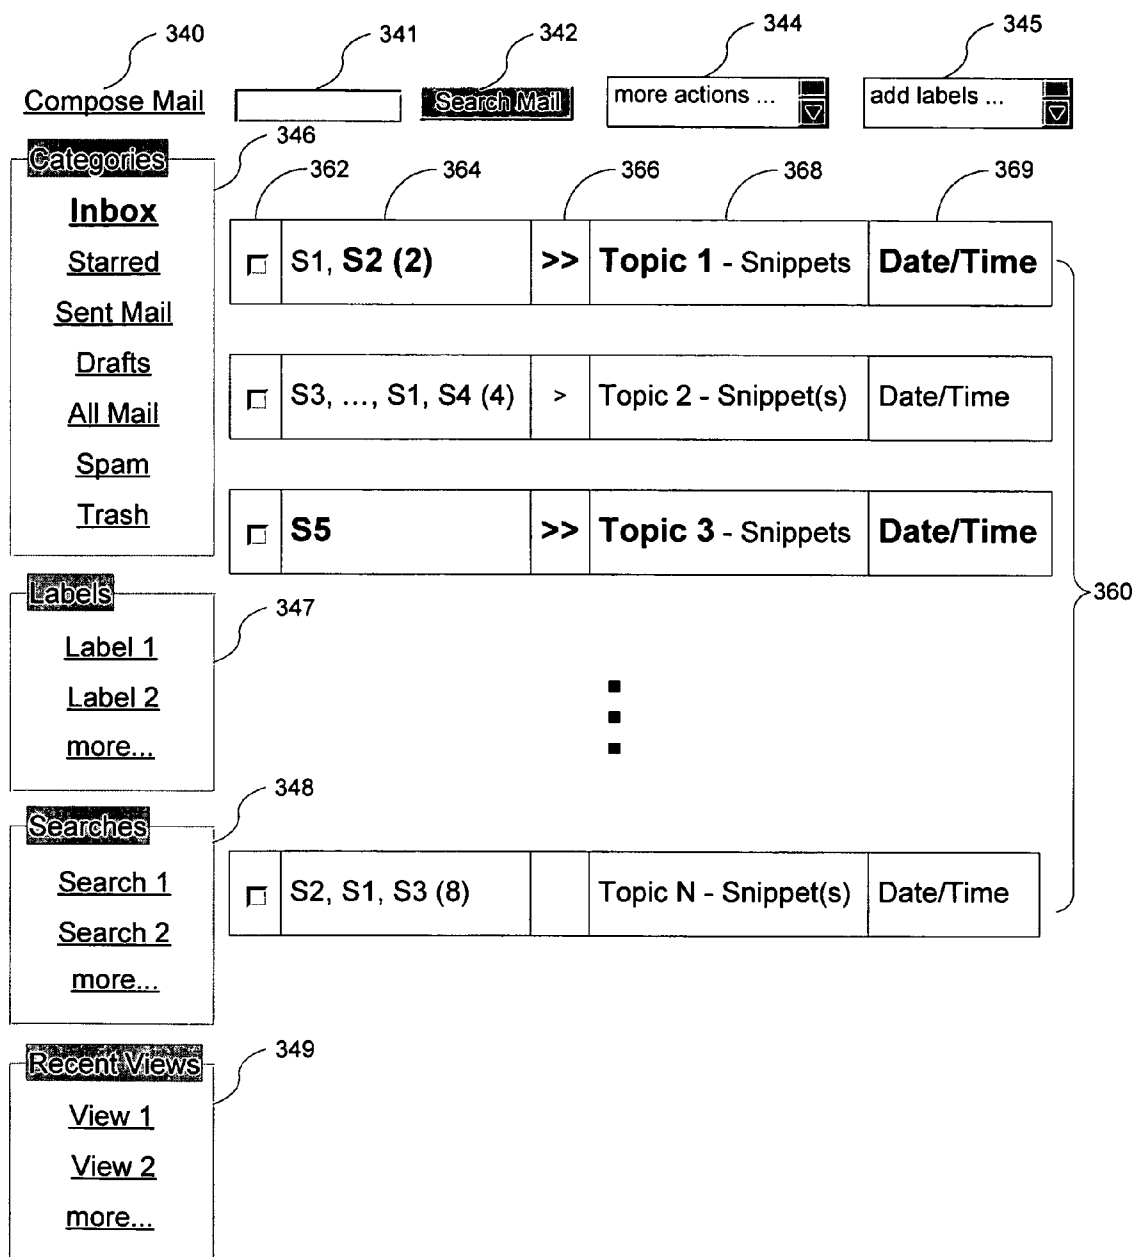 340 341 342 344 345
Compose Mail Search Mail more actions ... add labels ...
346
Categories
Inbox
Starred
Sent Mail
Drafts
All Mail
Spam
Trash
362 364 366 368 369
S1, S2 (2) >> Topic 1 - Snippets Date/Time
S3, ..., S1, S4 (4) > Topic 2 - Snippet(s) Date/Time
S5 >> Topic 3 - Snippets Date/Time
360
Labels
347
Label 1
Label 2
more...
348
Searches
Search 1
Search 2
more...
S2, S1, S3 (8) Topic N - Snippet(s) Date/Time
349
Recent Views
View 1
View 2
more...